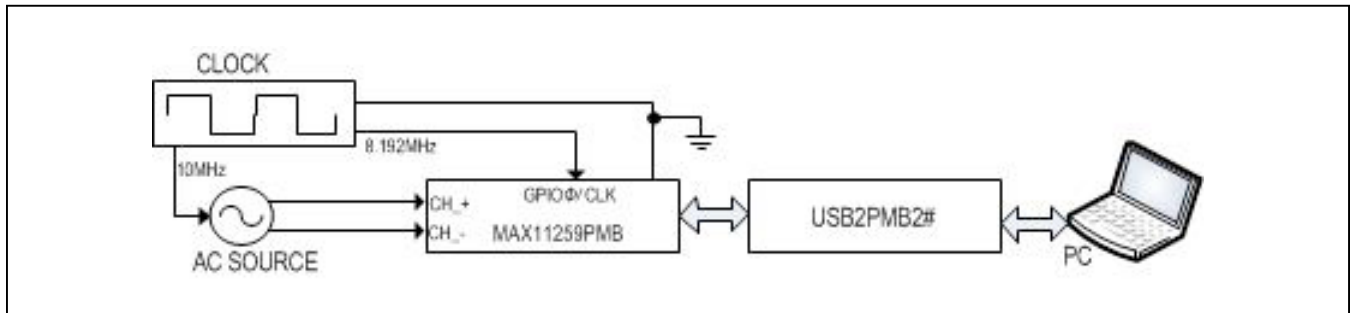 CLOCK
8.192MHz
10MHz
CH_+
CH_-
GPIOΦ/CLK
MAX11259PMB
AC SOURCE
USB2PMB2#
PC